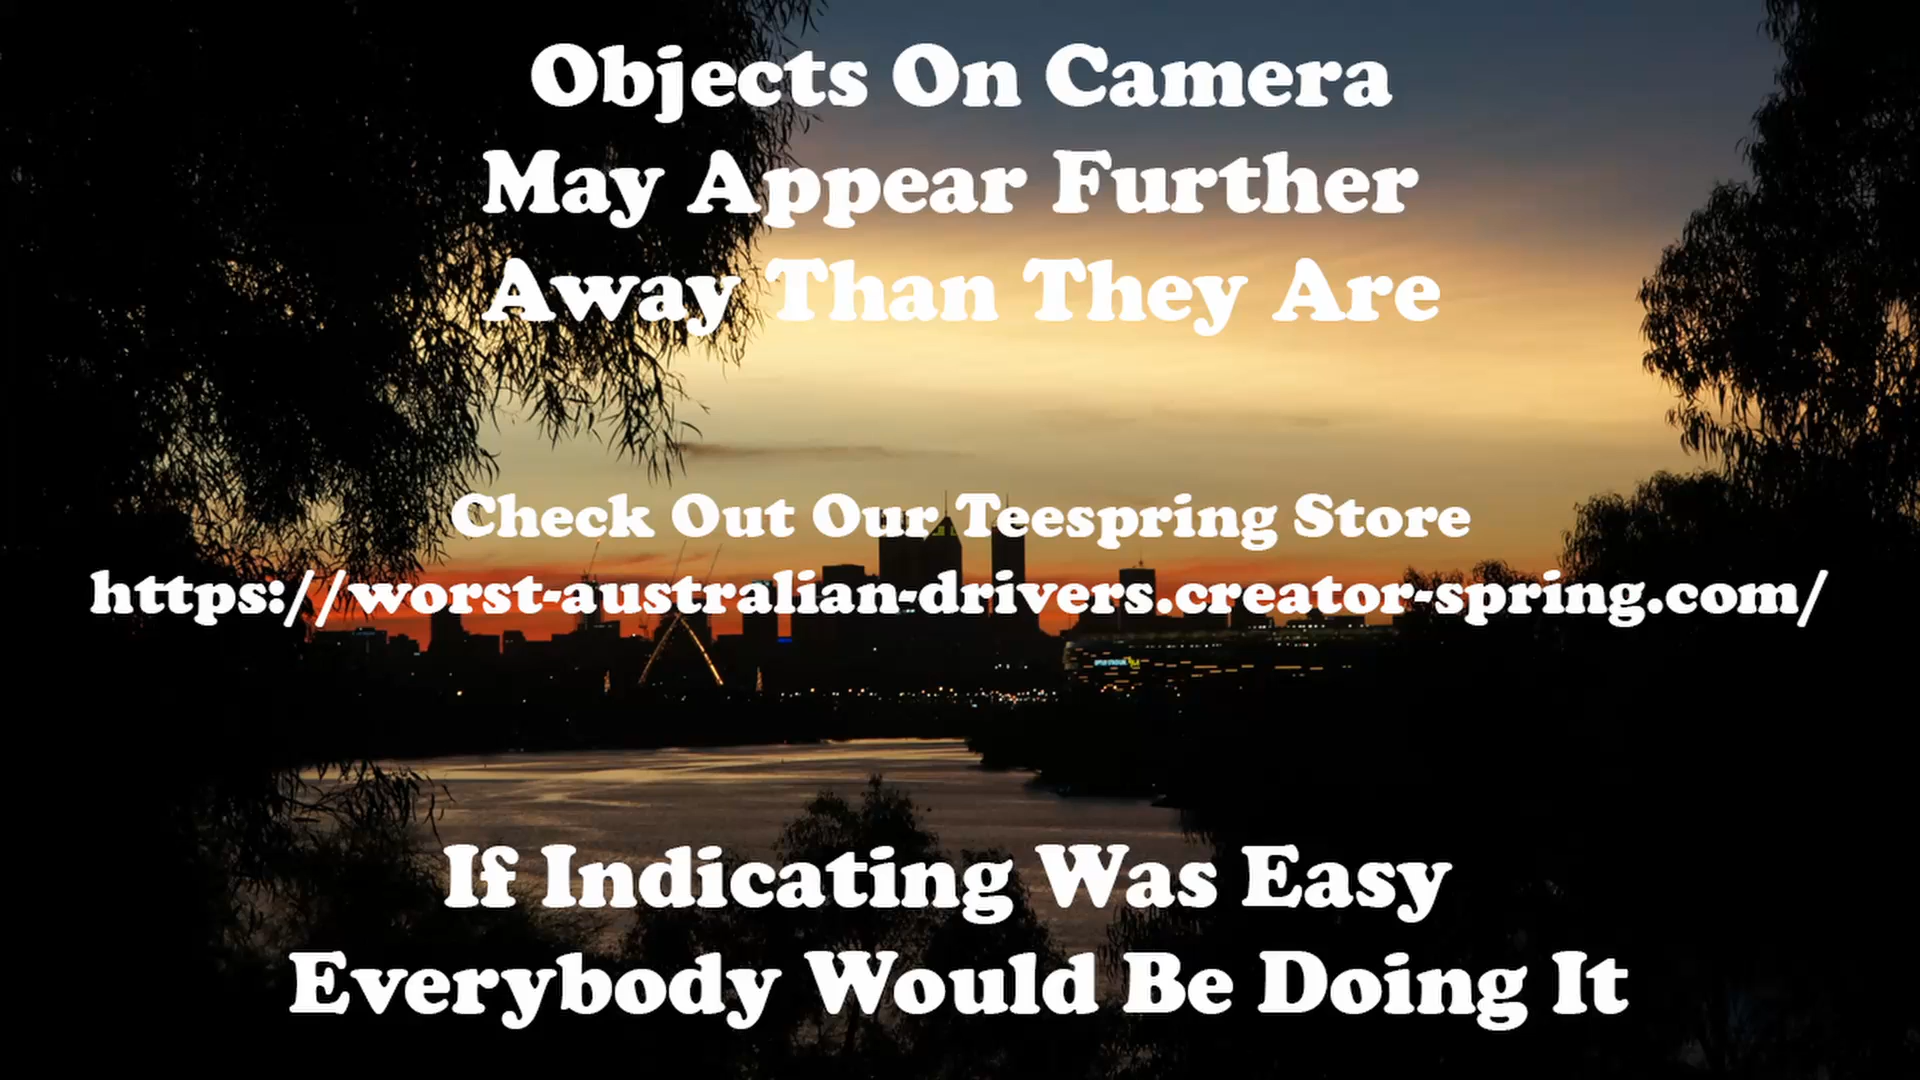 Objects On Camera
May Appear Further
Away Than They Are
Check Out Our Teespring Store
https://worst-australian-drivers.creator-spring.com/
If Indicating Was Easy
Everybody Would Be Doing It